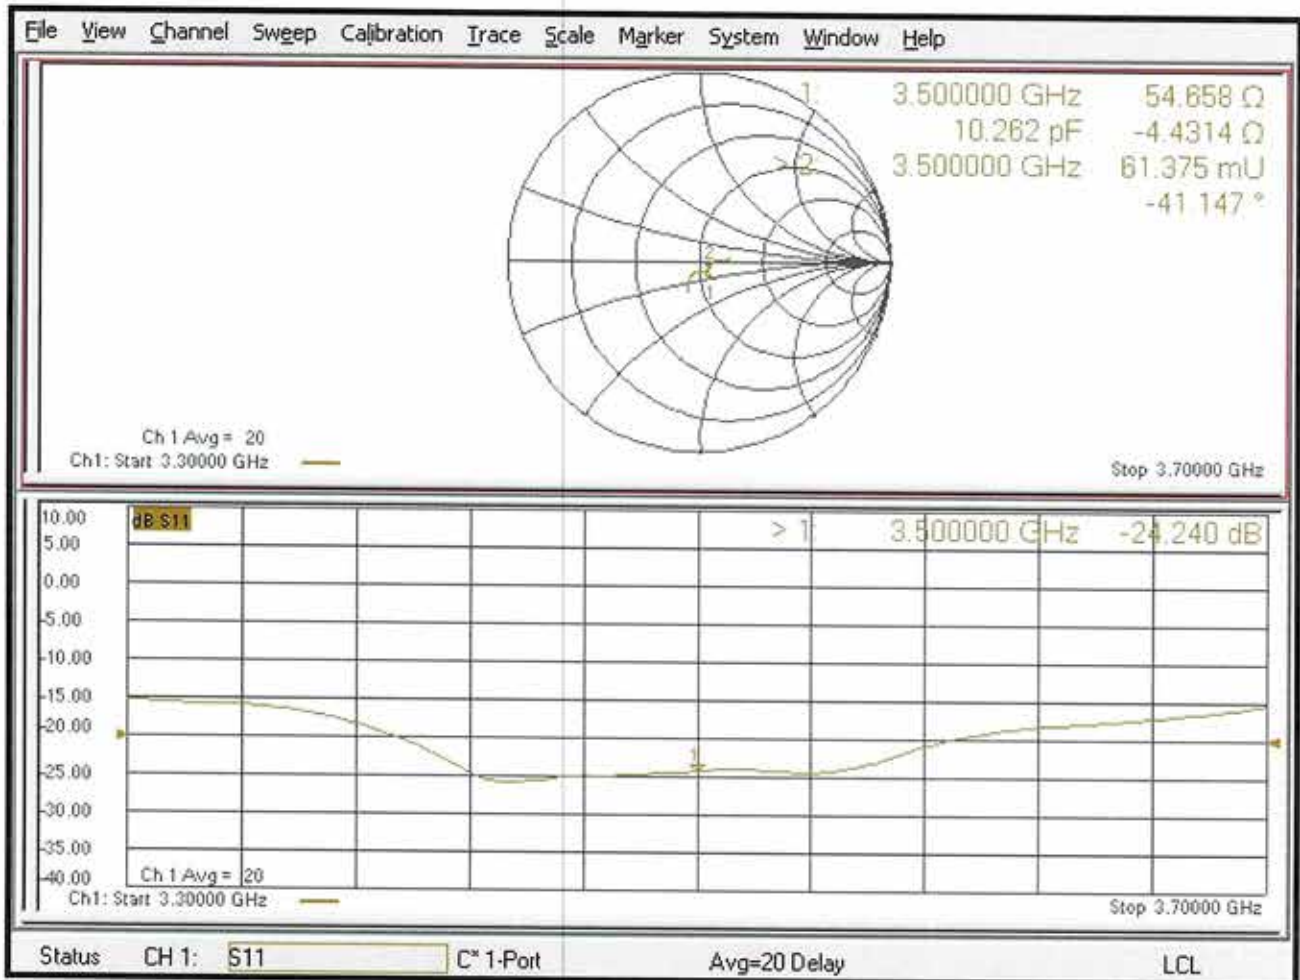 File View Channel Sweep Calibration Trace Scale Marker System Window Help
1: 3.500000 GHz 54.658 Ω
10.262 pF -4.4314 Ω
> 2: 3.500000 GHz 61.375 mU
-41.147 °
2
1
Ch 1 Avg = 20
Ch1: Start 3.30000 GHz
Stop 3.70000 GHz
10.00 dB S11
> 1: 3.500000 GHz -24.240 dB
5.00
0.00
-5.00
-10.00
-15.00
-20.00
1
-25.00
-30.00
-35.00
-40.00
Ch 1 Avg = 20
Ch1: Start 3.30000 GHz
Stop 3.70000 GHz
Status CH 1: S11 C* 1-Port Avg=20 Delay LCL